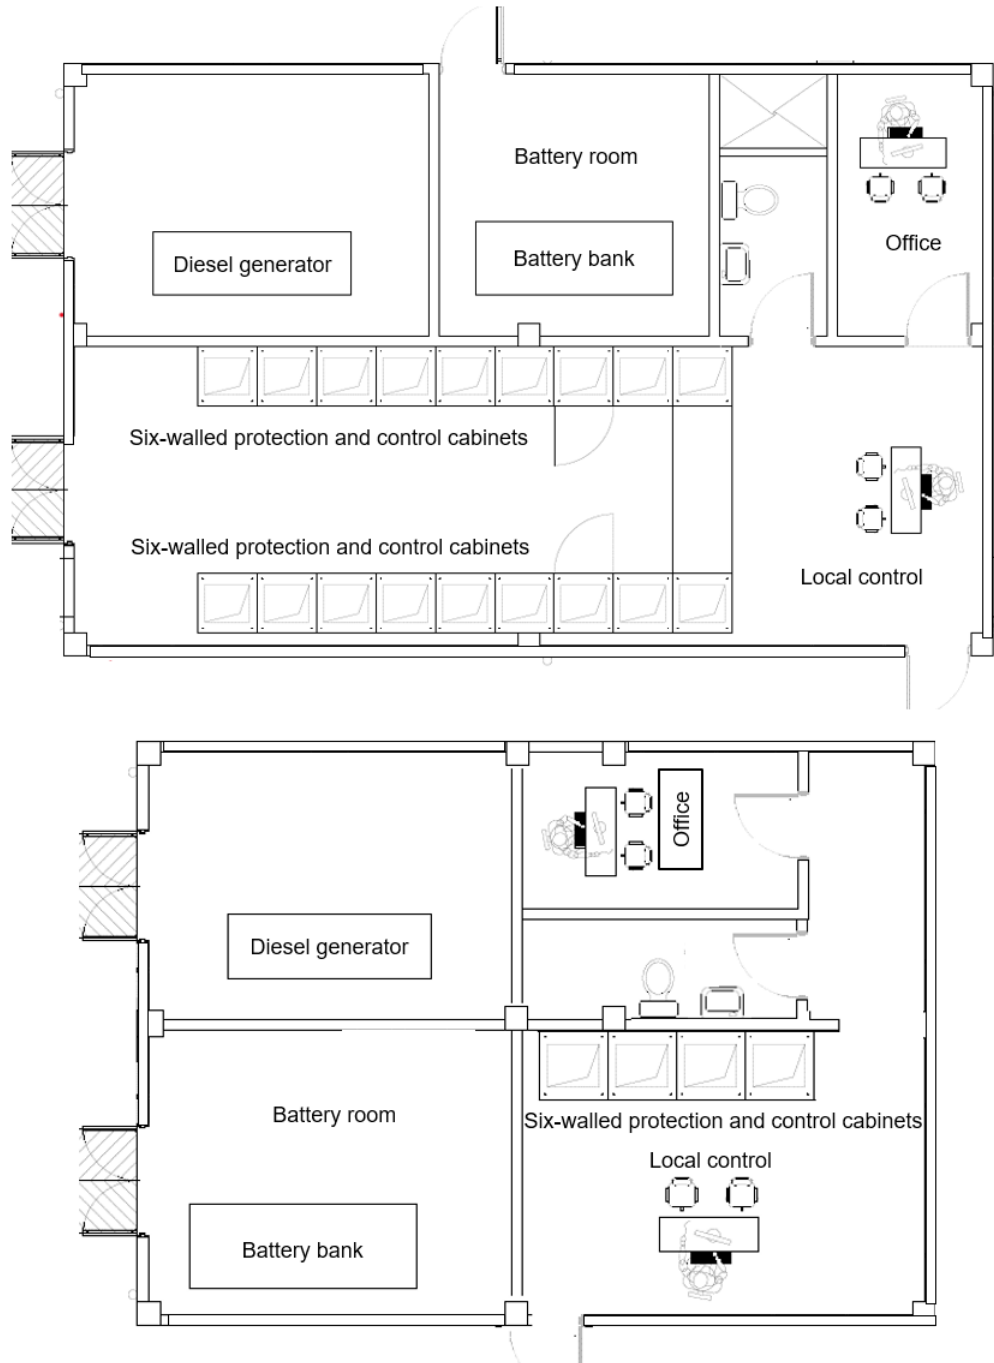 Battery room
Office
Diesel generator
Battery bank
Six-walled protection and control cabinets
Six-walled protection and control cabinets
Local control
Office
Diesel generator
Battery room
Six-walled protection and control cabinets
Local control
Battery bank